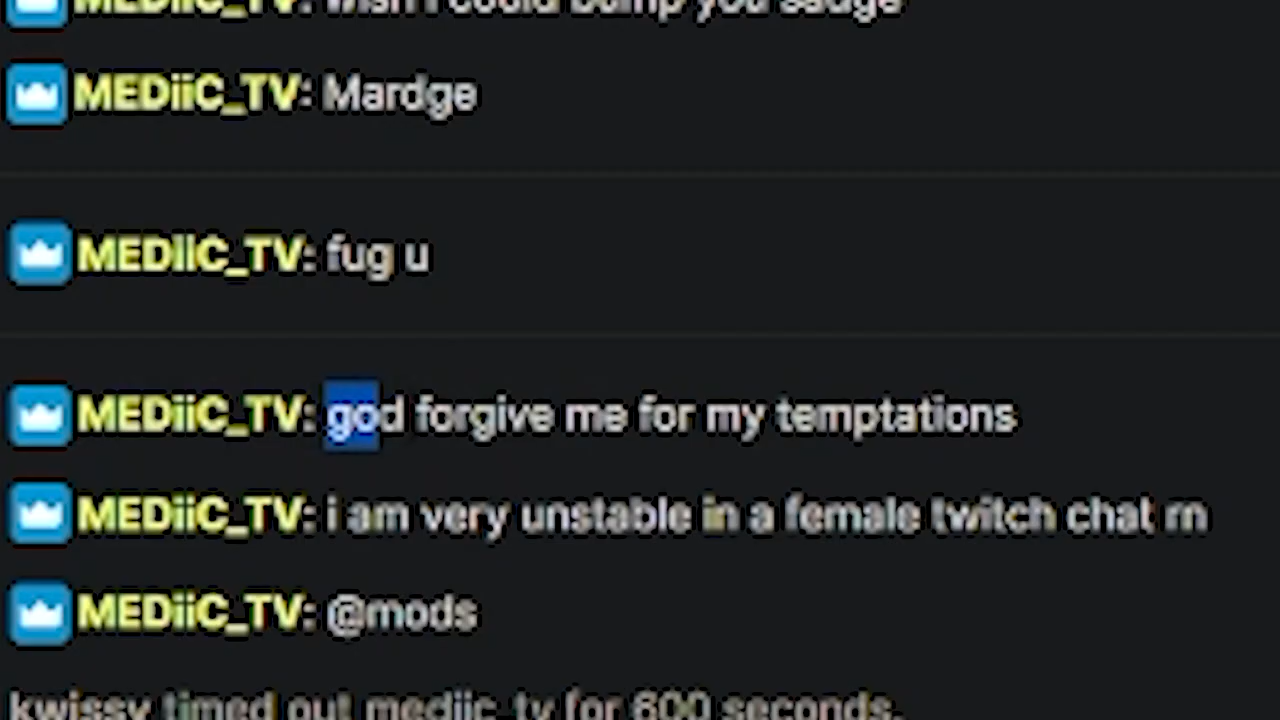 MEDiiC_TV: wish i could bump you sadge
MEDiiC_TV: Mardge
MEDiiC_TV: fug u
MEDiiC_TV: god forgive me for my temptations
MEDiiC_TV: i am very unstable in a female twitch chat rn
MEDiiC_TV: @mods
kwissy timed out mediic_tv for 600 seconds.